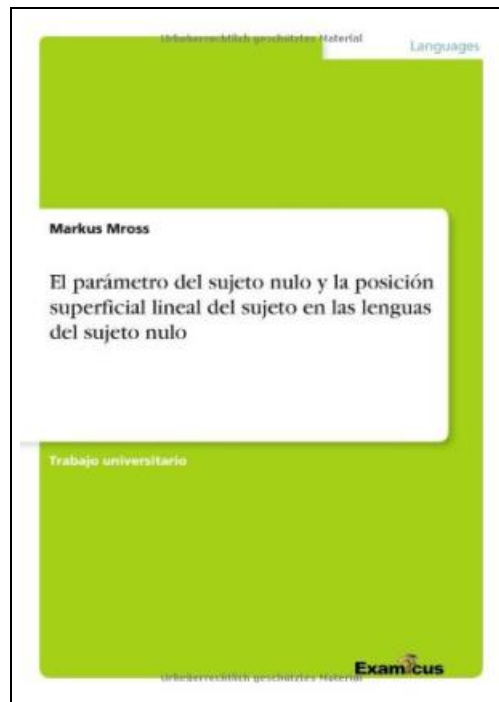 Urheberrechtlich geschütztes Material
Languages
Markus Mross
El parámetro del sujeto nulo y la posición
superficial lineal del sujeto en las lenguas
del sujeto nulo
Trabajo universitario
Examicus
Urheberrechtlich geschütztes Material